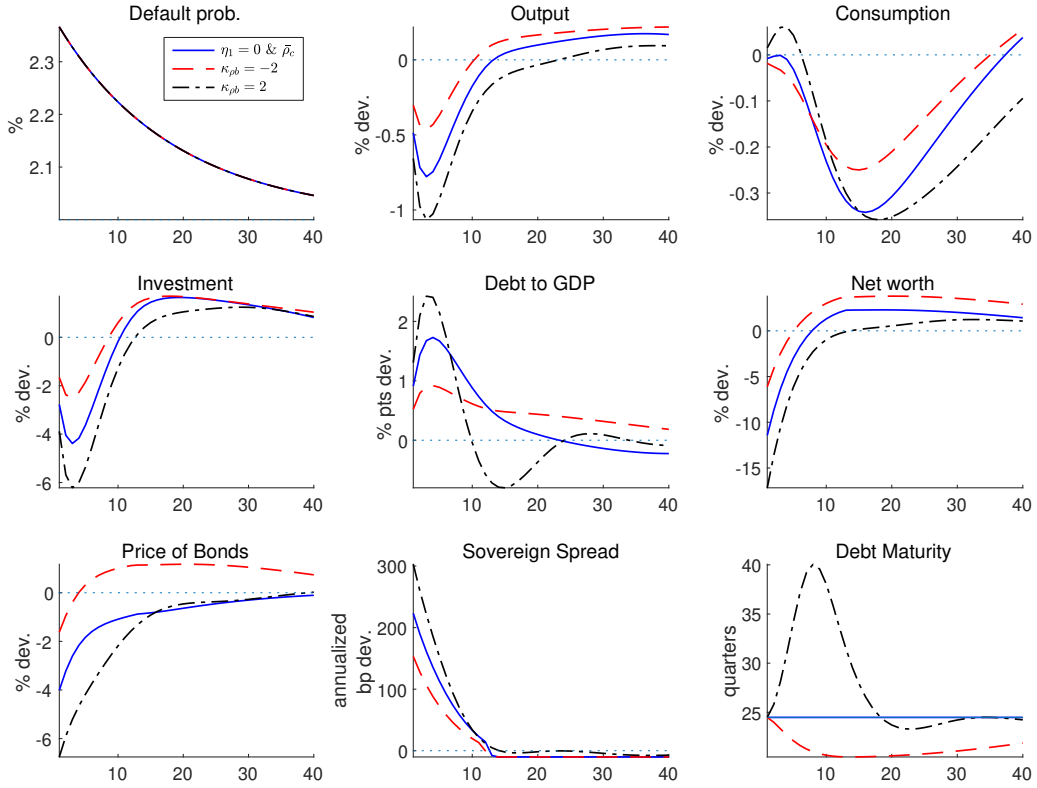 Default prob.
%
2.3
2.2
2.1
10 20 30 40
η₁ = 0 & ρ̄_c
κ_ρb = −2
κ_ρb = 2
Output
% dev.
0
-0.5
-1
10 20 30 40
Consumption
% dev.
0
-0.1
-0.2
-0.3
10 20 30 40
Investment
% dev.
0
-2
-4
-6
10 20 30 40
Debt to GDP
% pts dev.
2
1
0
10 20 30 40
Net worth
% dev.
0
-5
-10
-15
10 20 30 40
Price of Bonds
% dev.
0
-2
-4
-6
10 20 30 40
Sovereign Spread
annualized
bp dev.
300
200
100
0
10 20 30 40
Debt Maturity
quarters
40
35
30
25
10 20 30 40